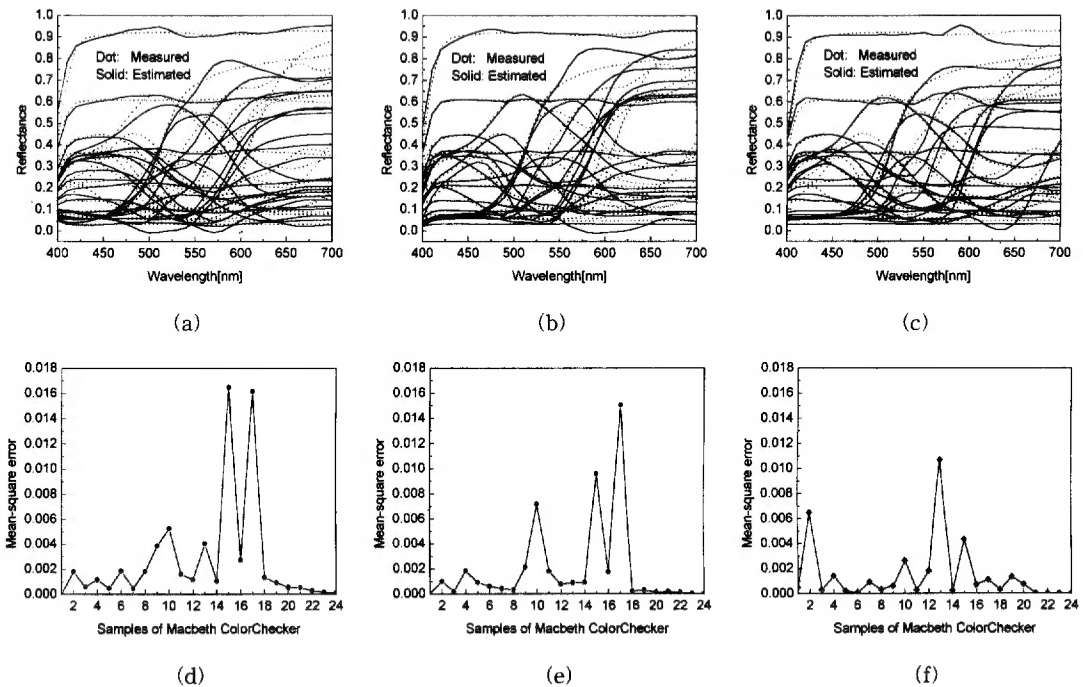 1.0
0.9
0.8
0.7
0.6
0.5
0.4
0.3
0.2
0.1
0.0
Reflectance
Dot: Measured
Solid: Estimated
400 450 500 550 600 650 700
Wavelength[nm]
(a)
1.0
0.9
0.8
0.7
0.6
0.5
0.4
0.3
0.2
0.1
0.0
Reflectance
Dot: Measured
Solid: Estimated
400 450 500 550 600 650 700
Wavelength[nm]
(b)
1.0
0.9
0.8
0.7
0.6
0.5
0.4
0.3
0.2
0.1
0.0
Reflectance
Dot: Measured
Solid: Estimated
400 450 500 550 600 650 700
Wavelength[nm]
(c)
0.018
0.016
0.014
0.012
0.010
0.008
0.006
0.004
0.002
0.000
Mean-square error
2 4 6 8 10 12 14 16 18 20 22 24
Samples of Macbeth ColorChecker
(d)
0.018
0.016
0.014
0.012
0.010
0.008
0.006
0.004
0.002
0.000
Mean-square error
2 4 6 8 10 12 14 16 18 20 22 24
Samples of Macbeth ColorChecker
(e)
0.018
0.016
0.014
0.012
0.010
0.008
0.006
0.004
0.002
0.000
Mean-square error
2 4 6 8 10 12 14 16 18 20 22 24
Samples of Macbeth ColorChecker
(f)